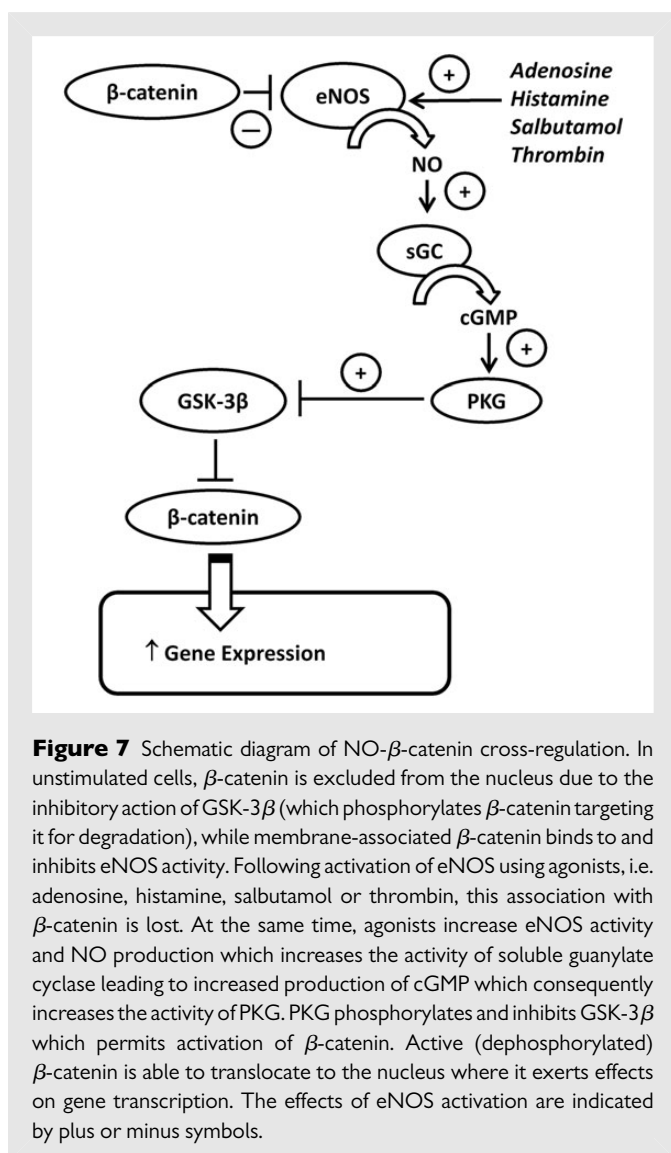 β-catenin
−
eNOS
+
Adenosine
Histamine
Salbutamol
Thrombin
NO
+
sGC
cGMP
+
GSK-3β
+
PKG
β-catenin
↑ Gene Expression
Figure 7 Schematic diagram of NO-β-catenin cross-regulation. In
unstimulated cells, β-catenin is excluded from the nucleus due to the
inhibitory action of GSK-3β (which phosphorylates β-catenin targeting
it for degradation), while membrane-associated β-catenin binds to and
inhibits eNOS activity. Following activation of eNOS using agonists, i.e.
adenosine, histamine, salbutamol or thrombin, this association with
β-catenin is lost. At the same time, agonists increase eNOS activity
and NO production which increases the activity of soluble guanylate
cyclase leading to increased production of cGMP which consequently
increases the activity of PKG. PKG phosphorylates and inhibits GSK-3β
which permits activation of β-catenin. Active (dephosphorylated)
β-catenin is able to translocate to the nucleus where it exerts effects
on gene transcription. The effects of eNOS activation are indicated
by plus or minus symbols.